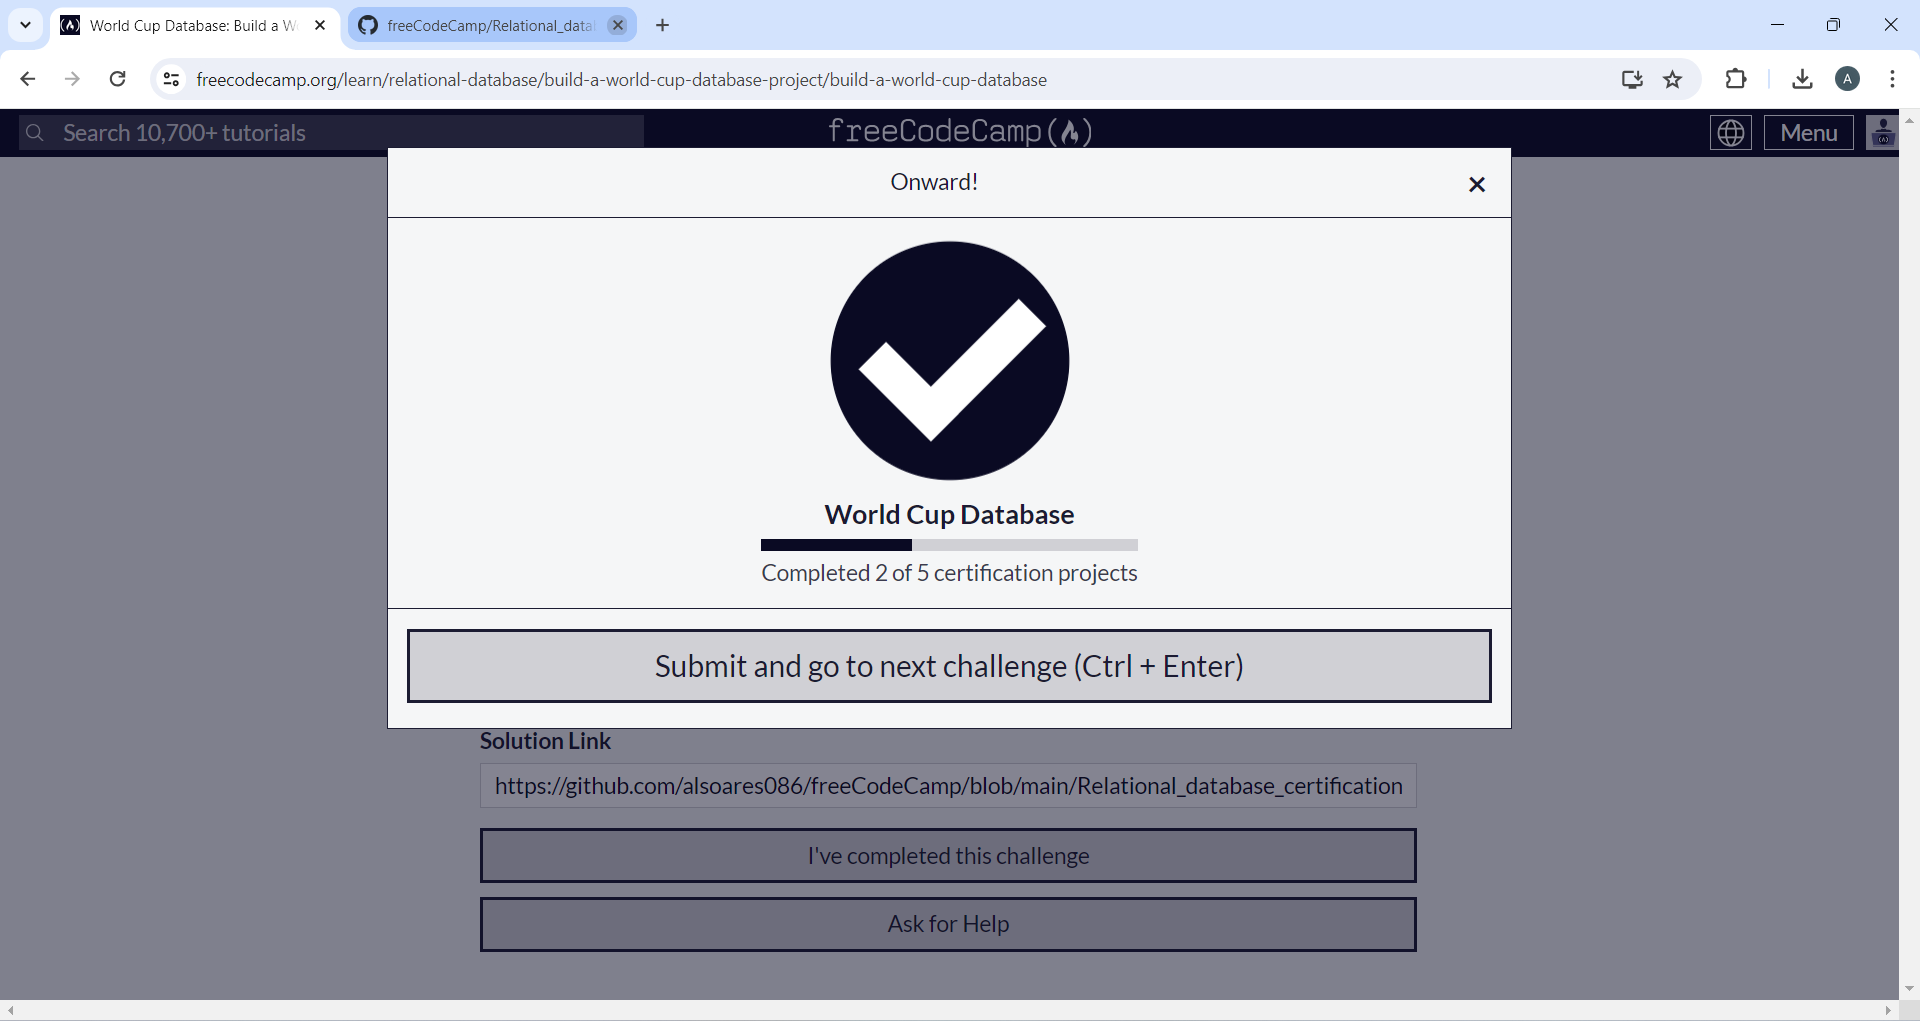 World Cup Database: Build a W
freeCodeCamp/Relational_data
freecodecamp.org/learn/relational-database/build-a-world-cup-database-project/build-a-world-cup-database
A
Search 10,700+ tutorials
freeCodeCamp
Menu
Onward!
World Cup Database
Completed 2 of 5 certification projects
Submit and go to next challenge (Ctrl + Enter)
Solution Link
https://github.com/alsoares086/freeCodeCamp/blob/main/Relational_database_certification
I've completed this challenge
Ask for Help